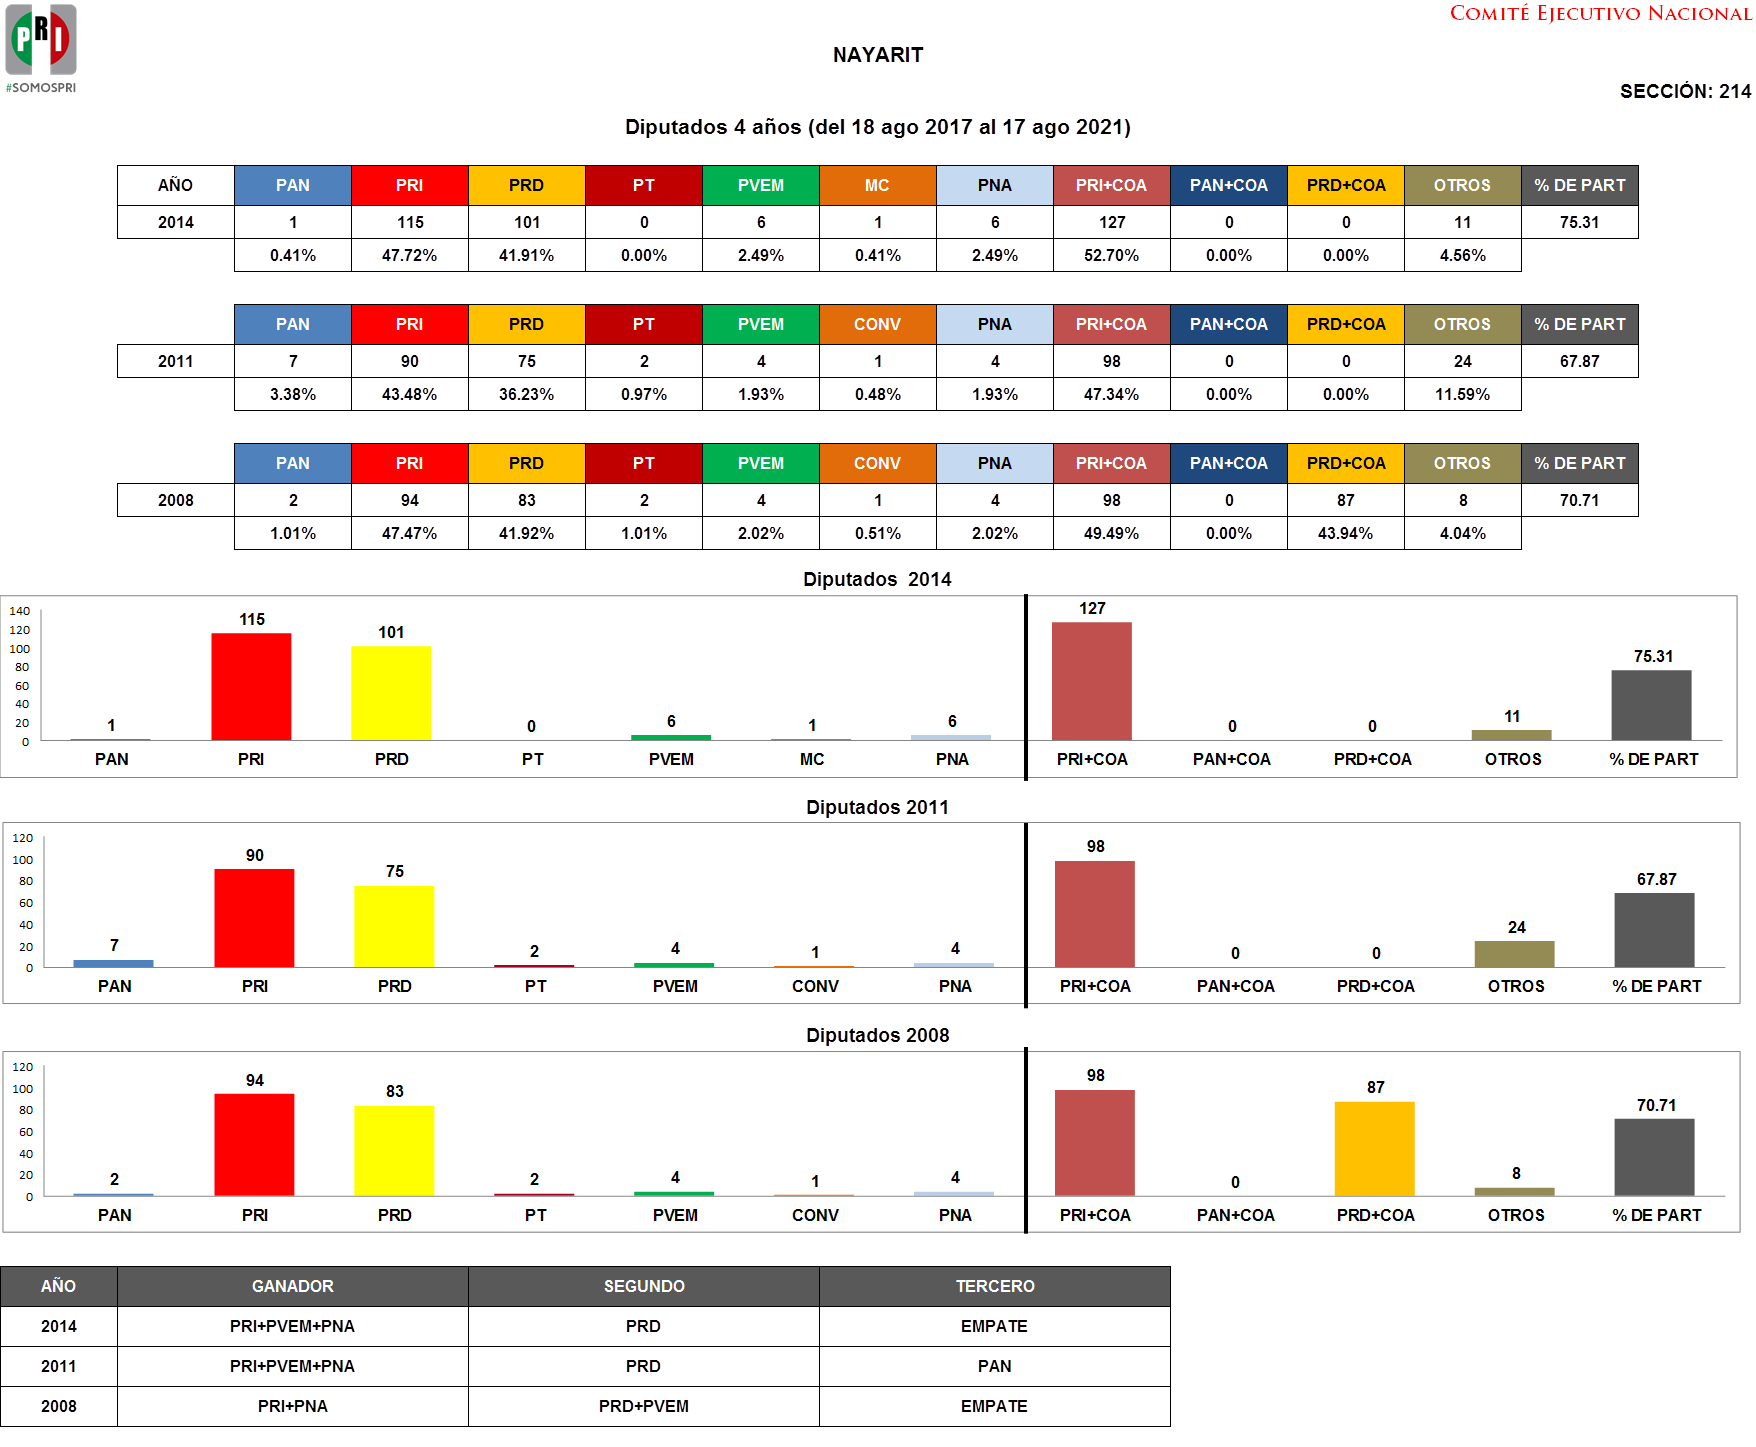 PRI
#SOMOSPRI
COMITÉ EJECUTIVO NACIONAL
NAYARIT
SECCIÓN: 214
Diputados 4 años (del 18 ago 2017 al 17 ago 2021)
AÑO PAN PRI PRD PT PVEM MC PNA PRI+COA PAN+COA PRD+COA OTROS % DE PART
2014 1 115 101 0 6 1 6 127 0 0 11 75.31
0.41% 47.72% 41.91% 0.00% 2.49% 0.41% 2.49% 52.70% 0.00% 0.00% 4.56%
PAN PRI PRD PT PVEM CONV PNA PRI+COA PAN+COA PRD+COA OTROS % DE PART
2011 7 90 75 2 4 1 4 98 0 0 24 67.87
3.38% 43.48% 36.23% 0.97% 1.93% 0.48% 1.93% 47.34% 0.00% 0.00% 11.59%
PAN PRI PRD PT PVEM CONV PNA PRI+COA PAN+COA PRD+COA OTROS % DE PART
2008 2 94 83 2 4 1 4 98 0 87 8 70.71
1.01% 47.47% 41.92% 1.01% 2.02% 0.51% 2.02% 49.49% 0.00% 43.94% 4.04%
Diputados 2014
140
120
100
80
60
40
20
0
1 115 101 0 6 1 6 127 0 0 11 75.31
PAN PRI PRD PT PVEM MC PNA PRI+COA PAN+COA PRD+COA OTROS % DE PART
Diputados 2011
120
100
80
60
40
20
0
7 90 75 2 4 1 4 98 0 0 24 67.87
PAN PRI PRD PT PVEM CONV PNA PRI+COA PAN+COA PRD+COA OTROS % DE PART
Diputados 2008
120
100
80
60
40
20
0
2 94 83 2 4 1 4 98 0 87 8 70.71
PAN PRI PRD PT PVEM CONV PNA PRI+COA PAN+COA PRD+COA OTROS % DE PART
AÑO GANADOR SEGUNDO TERCERO
2014 PRI+PVEM+PNA PRD EMPATE
2011 PRI+PVEM+PNA PRD PAN
2008 PRI+PNA PRD+PVEM EMPATE